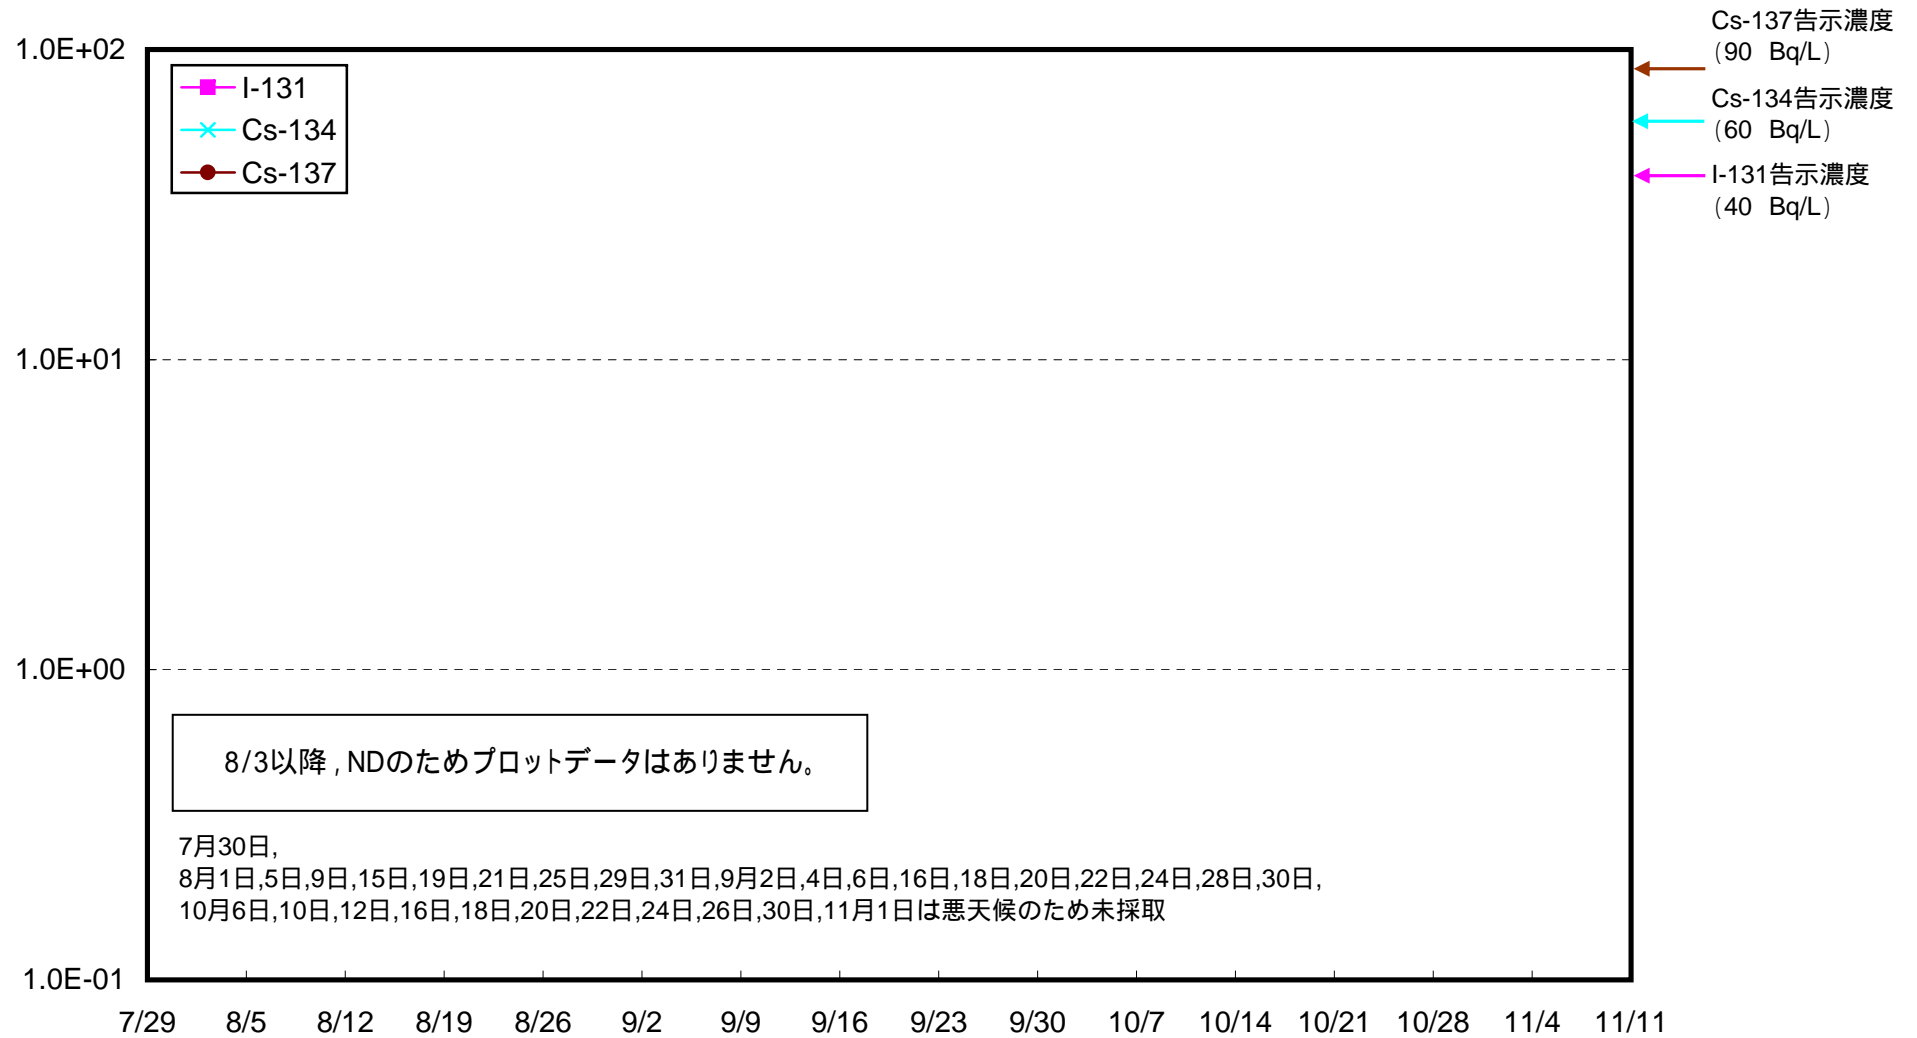 Cs-137告示濃度
(90 Bq/L)
Cs-134告示濃度
(60 Bq/L)
I-131告示濃度
(40 Bq/L)
1.0E+02
1.0E+01
1.0E+00
1.0E-01
I-131
Cs-134
Cs-137
8/3以降,NDのためプロットデータはありません。
7月30日,
8月1日,5日,9日,15日,19日,21日,25日,29日,31日,9月2日,4日,6日,16日,18日,20日,22日,24日,28日,30日,
10月6日,10日,12日,16日,18日,20日,22日,24日,26日,30日,11月1日は悪天候のため未採取
7/29 8/5 8/12 8/19 8/26 9/2 9/9 9/16 9/23 9/30 10/7 10/14 10/21 10/28 11/4 11/11